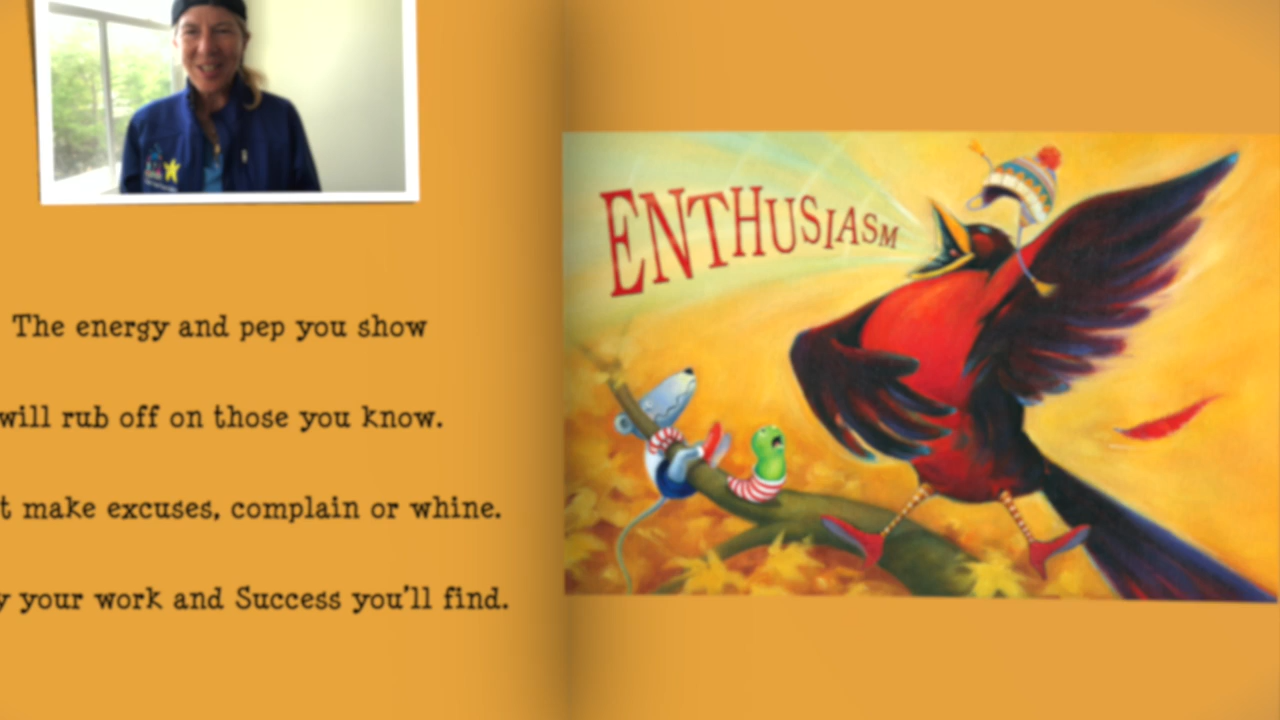 The energy and pep you show
will rub off on those you know.
make excuses, complain or whine.
your work and Success you'll find.
ENTHUSIASM